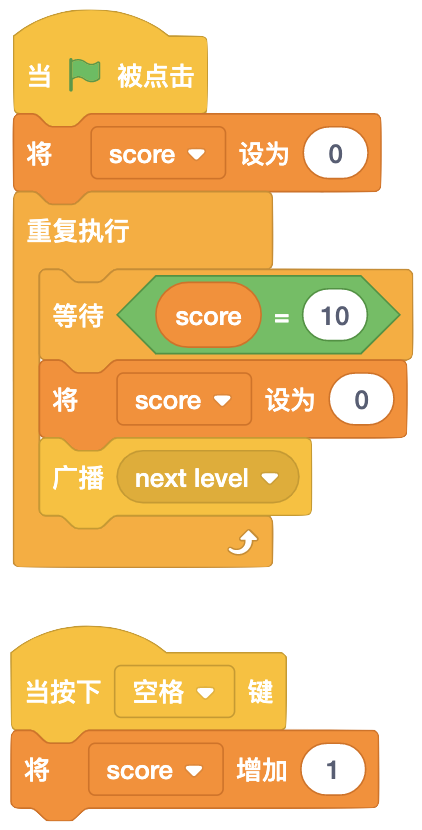 当 被点击
将 score 设为 0
重复执行
等待 score = 10
将 score 设为 0
广播 next level
当按下 空格 键
将 score 增加 1